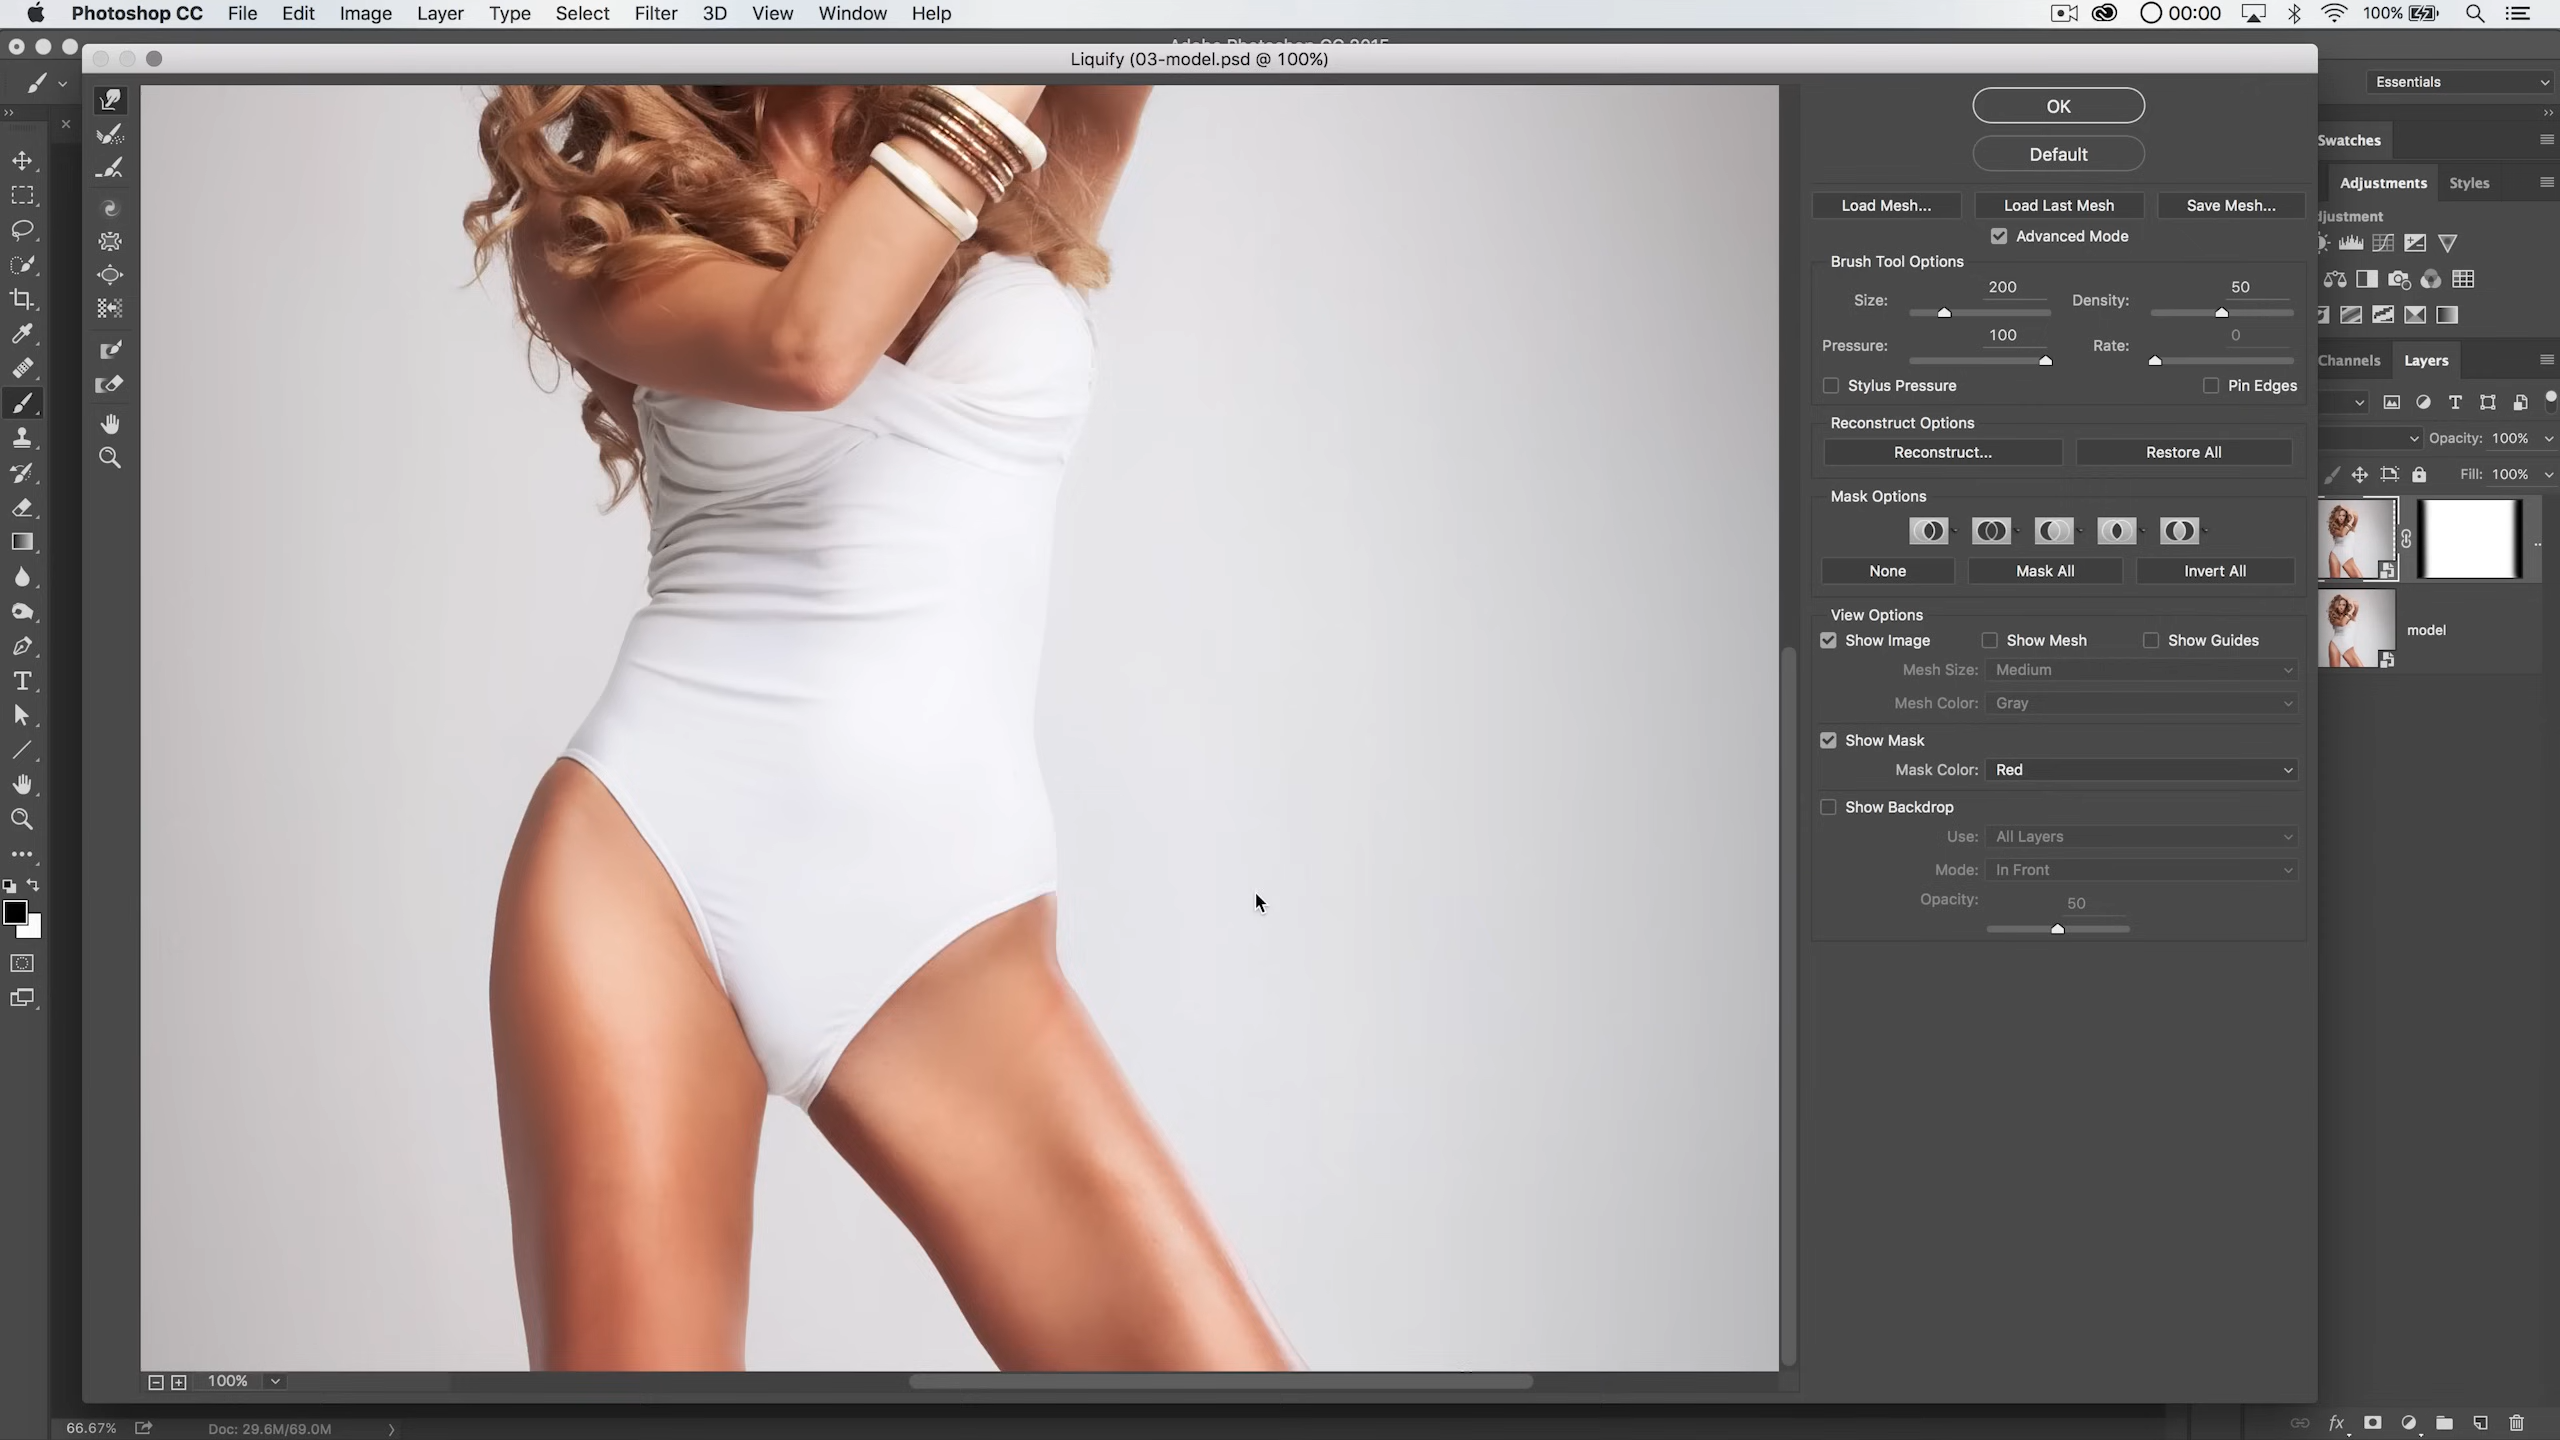 Photoshop CC File Edit Image Layer Type Select Filter 3D View Window Help 00:00 100%
Liquify (03-model.psd @ 100%)
Essentials
OK
Default
Swatches
Adjustments Styles
Load Mesh... Load Last Mesh Save Mesh...
Advanced Mode
Brush Tool Options
Size: 200 Density: 50
Pressure: 100 Rate: 0
Stylus Pressure Pin Edges
Channels Layers
Reconstruct Options
Reconstruct... Restore All
Opacity: 100%
Fill: 100%
Mask Options
None Mask All Invert All
View Options
Show Image Show Mesh Show Guides
Mesh Size: Medium
Mesh Color: Gray
model
Show Mask
Mask Color: Red
Show Backdrop
Use: All Layers
Mode: In Front
Opacity: 50
100%
66.67% Doc: 29.6M/69.0M